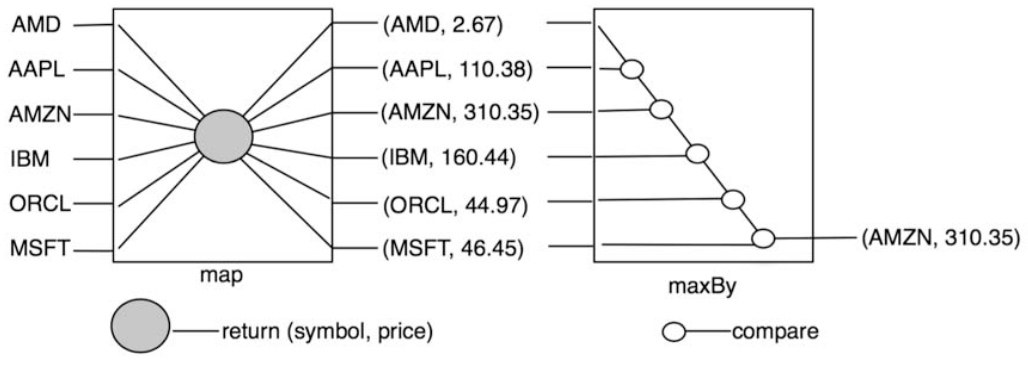 AMD
AAPL
AMZN
IBM
ORCL
MSFT
map
(AMD, 2.67)
(AAPL, 110.38)
(AMZN, 310.35)
(IBM, 160.44)
(ORCL, 44.97)
(MSFT, 46.45)
maxBy
(AMZN, 310.35)
return (symbol, price)
compare